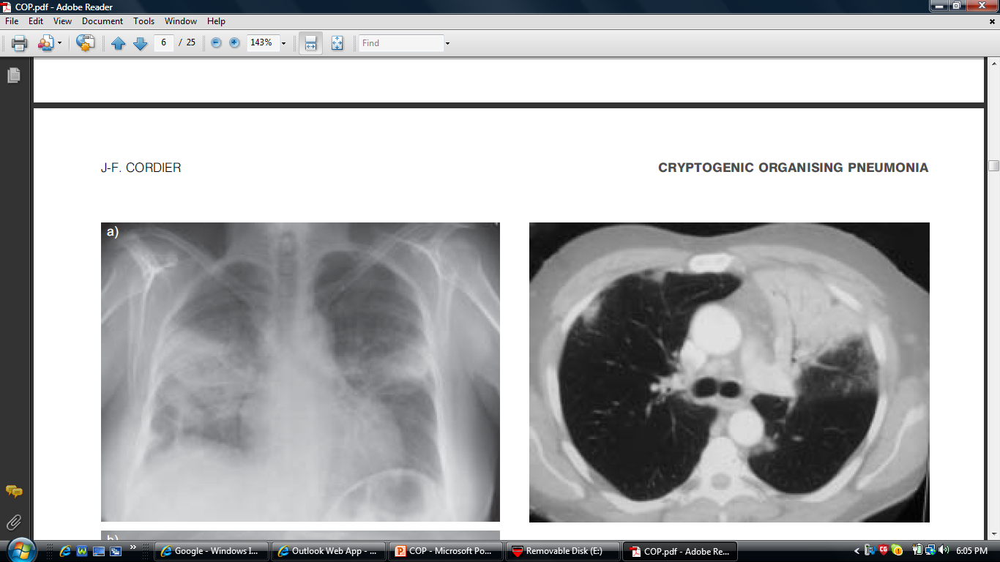 COP.pdf - Adobe Reader
File Edit View Document Tools Window Help
6 / 25 143% Find
J-F. CORDIER CRYPTOGENIC ORGANISING PNEUMONIA
a)
b)
Google - Windows I... Outlook Web App - ... COP - Microsoft Po... Removable Disk (E:) COP.pdf - Adobe Re... 6:05 PM